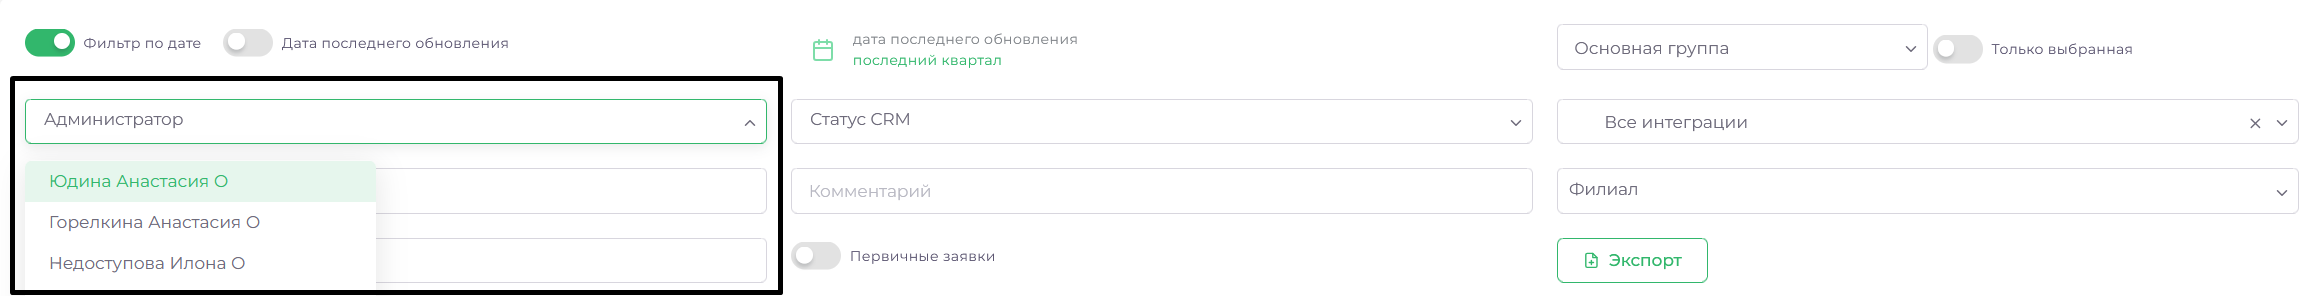 Фильтр по дате
Дата последнего обновления
дата последнего обновления
последний квартал
Основная группа
Только выбранная
Администратор
Статус CRM
Все интеграции
Юдина Анастасия О
Горелкина Анастасия О
Недоступова Илона О
Комментарий
Филиал
Первичные заявки
Экспорт